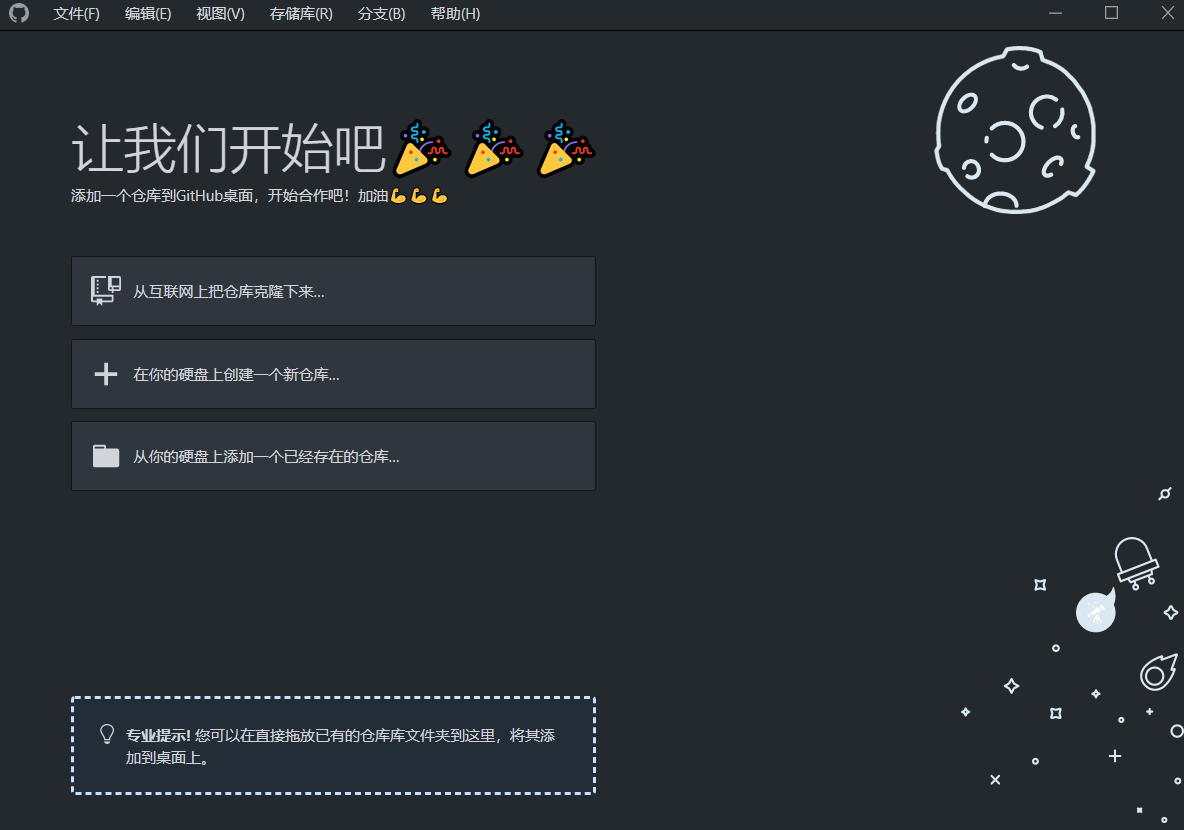 文件(F) 编辑(E) 视图(V) 存储库(R) 分支(B) 帮助(H)
让我们开始吧🎉 🎉 🎉
添加一个仓库到GitHub桌面，开始合作吧！加油💪💪💪
从互联网上把仓库克隆下来...
在你的硬盘上创建一个新仓库...
从你的硬盘上添加一个已经存在的仓库...
专业提示! 您可以在直接拖放已有的仓库库文件夹到这里，将其添
加到桌面上。